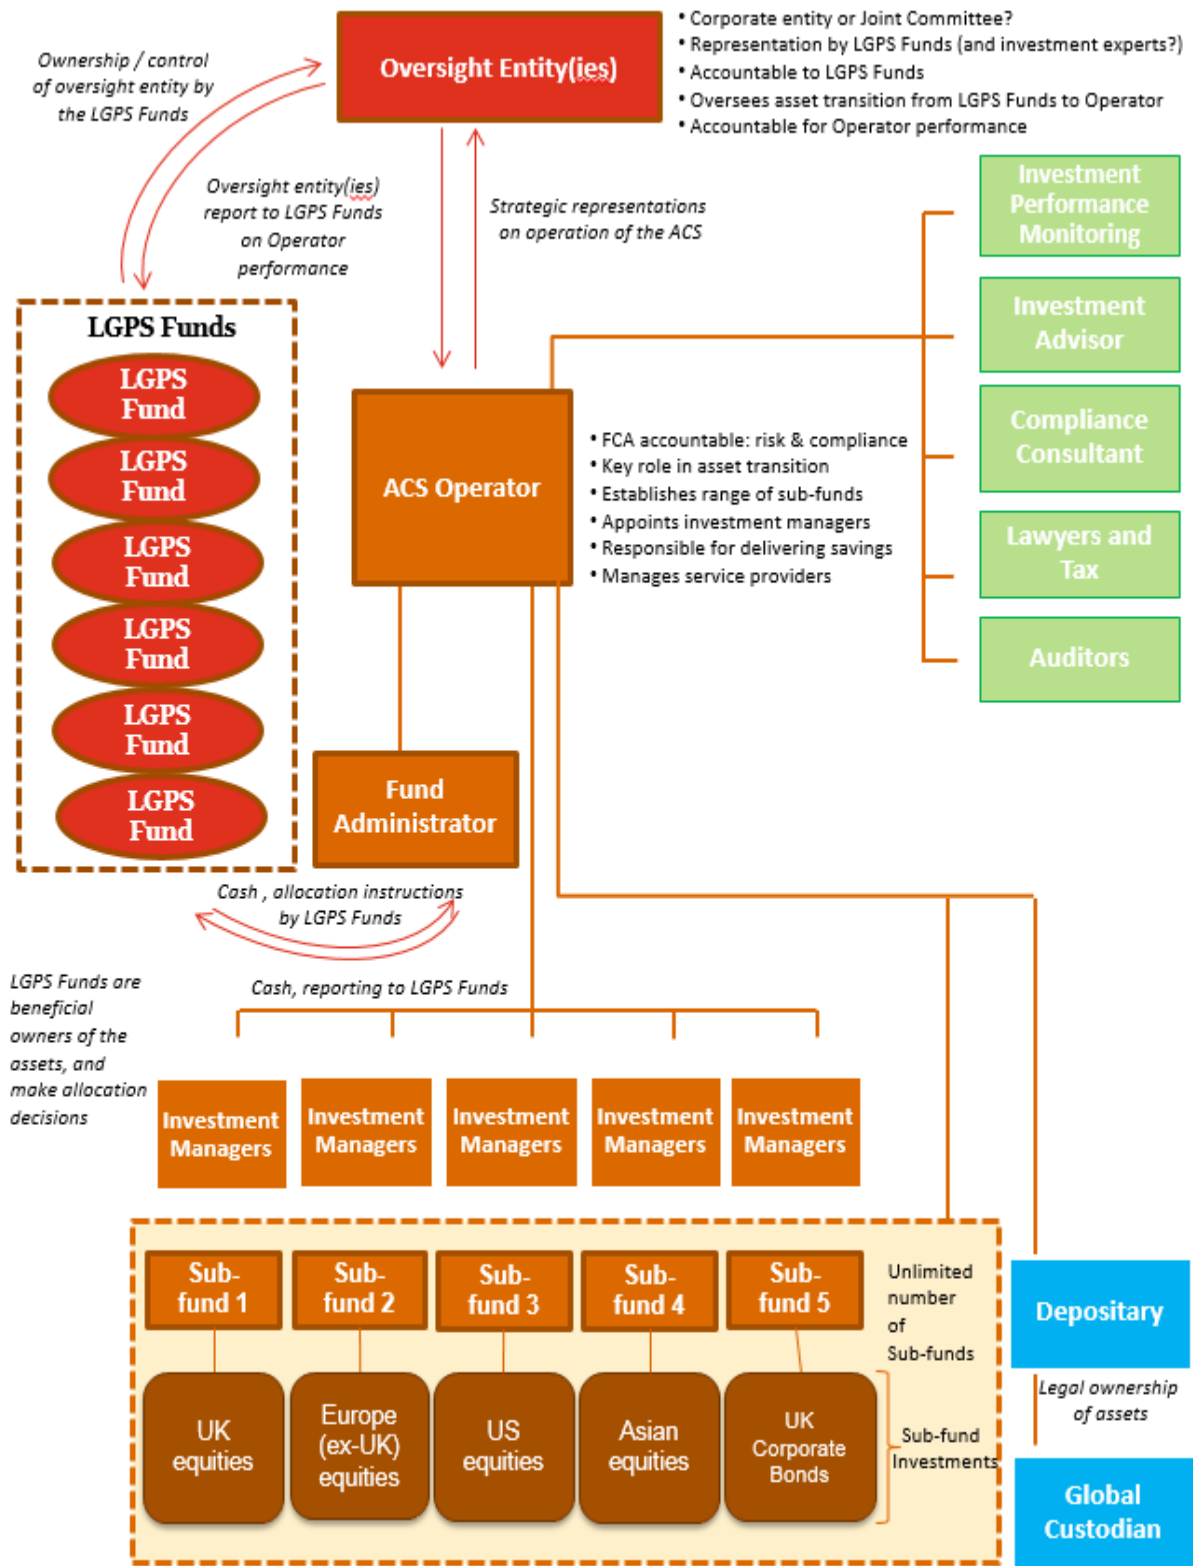 • Corporate entity or Joint Committee?
• Representation by LGPS Funds (and investment experts?)
• Accountable to LGPS Funds
• Oversees asset transition from LGPS Funds to Operator
• Accountable for Operator performance
Oversight Entity(ies)
Ownership / control
of oversight entity by
the LGPS Funds
Oversight entity(ies)
report to LGPS Funds
on Operator
performance
Strategic representations
on operation of the ACS
Investment
Performance
Monitoring
Investment
Advisor
Compliance
Consultant
Lawyers and
Tax
Auditors
LGPS Funds
LGPS
Fund
LGPS
Fund
LGPS
Fund
LGPS
Fund
LGPS
Fund
LGPS
Fund
ACS Operator
• FCA accountable: risk & compliance
• Key role in asset transition
• Establishes range of sub-funds
• Appoints investment managers
• Responsible for delivering savings
• Manages service providers
Fund
Administrator
Cash , allocation instructions
by LGPS Funds
Cash, reporting to LGPS Funds
LGPS Funds are
beneficial
owners of the
assets, and
make allocation
decisions
Investment
Managers
Investment
Managers
Investment
Managers
Investment
Managers
Investment
Managers
Sub-
fund 1
Sub-
fund 2
Sub-
fund 3
Sub-
fund 4
Sub-
fund 5
Unlimited
number
of
Sub-funds
UK
equities
Europe
(ex-UK)
equities
US
equities
Asian
equities
UK
Corporate
Bonds
Sub-fund
Investments
Depositary
Legal ownership
of assets
Global
Custodian